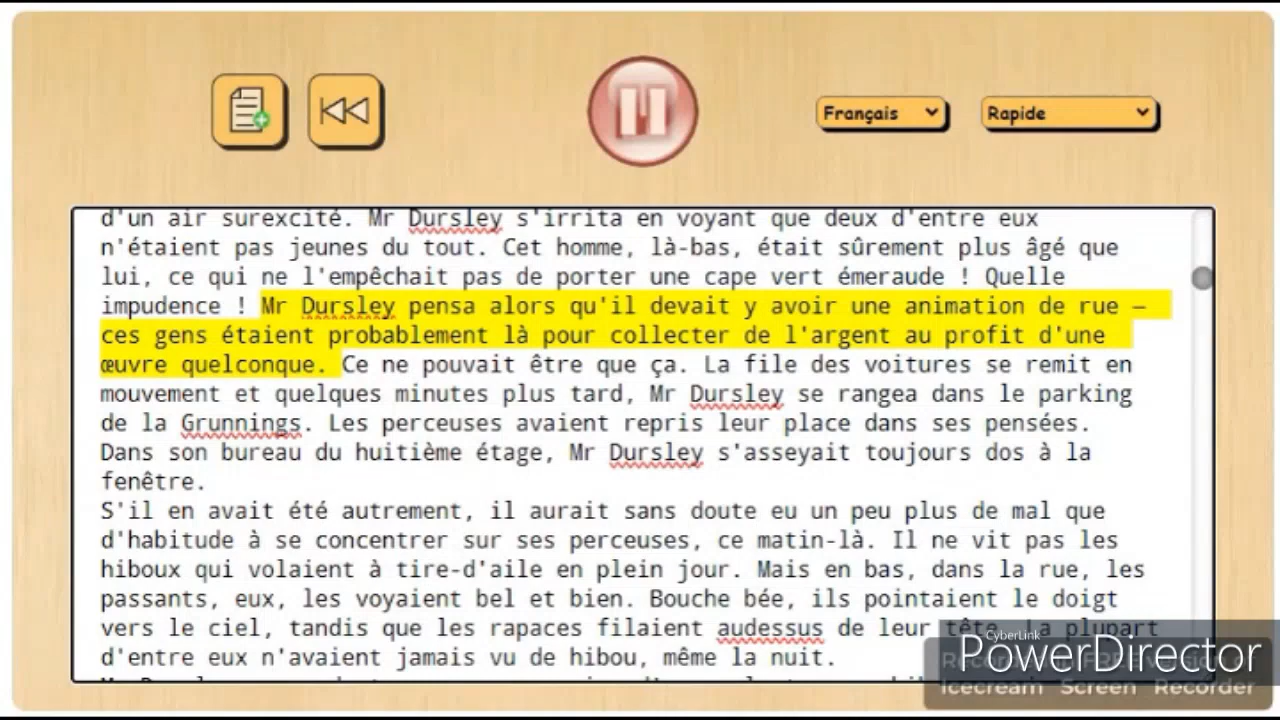 Français
Rapide
d'un air surexcité. Mr Dursley s'irrita en voyant que deux d'entre eux
n'étaient pas jeunes du tout. Cet homme, là-bas, était sûrement plus âgé que
lui, ce qui ne l'empêchait pas de porter une cape vert émeraude ! Quelle
impudence ! Mr Dursley pensa alors qu'il devait y avoir une animation de rue –
ces gens étaient probablement là pour collecter de l'argent au profit d'une
œuvre quelconque. Ce ne pouvait être que ça. La file des voitures se remit en
mouvement et quelques minutes plus tard, Mr Dursley se rangea dans le parking
de la Grunnings. Les perceuses avaient repris leur place dans ses pensées.
Dans son bureau du huitième étage, Mr Dursley s'asseyait toujours dos à la
fenêtre.
S'il en avait été autrement, il aurait sans doute eu un peu plus de mal que
d'habitude à se concentrer sur ses perceuses, ce matin-là. Il ne vit pas les
hiboux qui volaient à tire-d'aile en plein jour. Mais en bas, dans la rue, les
passants, eux, les voyaient bel et bien. Bouche bée, ils pointaient le doigt
vers le ciel, tandis que les rapaces filaient audessus de leur tête. La plupart
d'entre eux n'avaient jamais vu de hibou, même la nuit.
CyberLink
PowerDirector
Icecream Screen Recorder